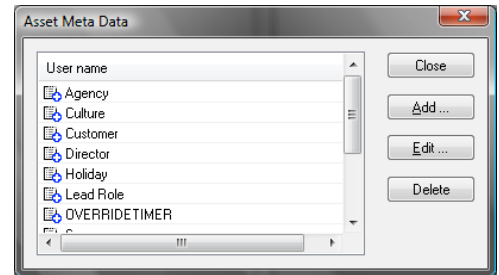 Asset Meta Data
User name
Agency
Culture
Customer
Director
Holiday
Lead Role
OVERRIDETIMER
Close
Add ...
Edit ...
Delete